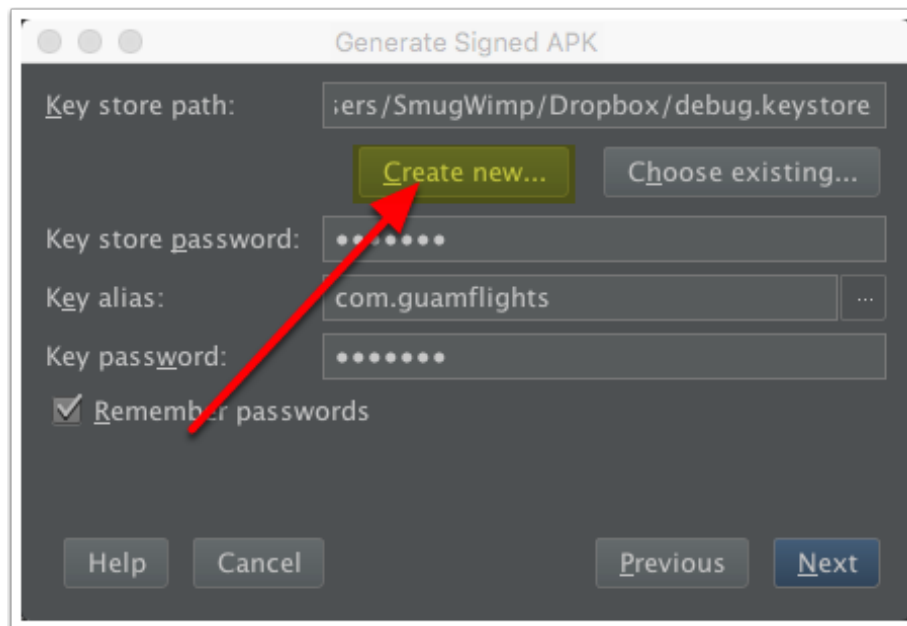 Generate Signed APK
Key store path: sers/SmugWimp/Dropbox/debug.keystore
Create new... Choose existing...
Key store password: •••••••
Key alias: com.guamflights ...
Key password: •••••••
Remember passwords
Help Cancel Previous Next